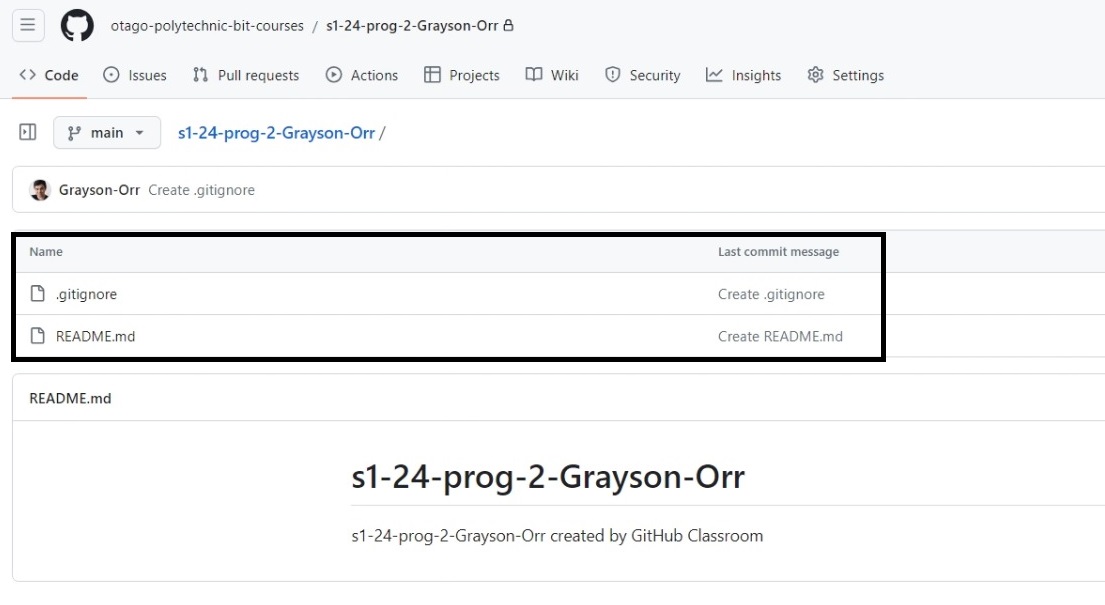 otago-polytechnic-bit-courses / s1-24-prog-2-Grayson-Orr
Code Issues Pull requests Actions Projects Wiki Security Insights Settings
main s1-24-prog-2-Grayson-Orr /
Grayson-Orr Create .gitignore
Name Last commit message
.gitignore Create .gitignore
README.md Create README.md
README.md
s1-24-prog-2-Grayson-Orr
s1-24-prog-2-Grayson-Orr created by GitHub Classroom